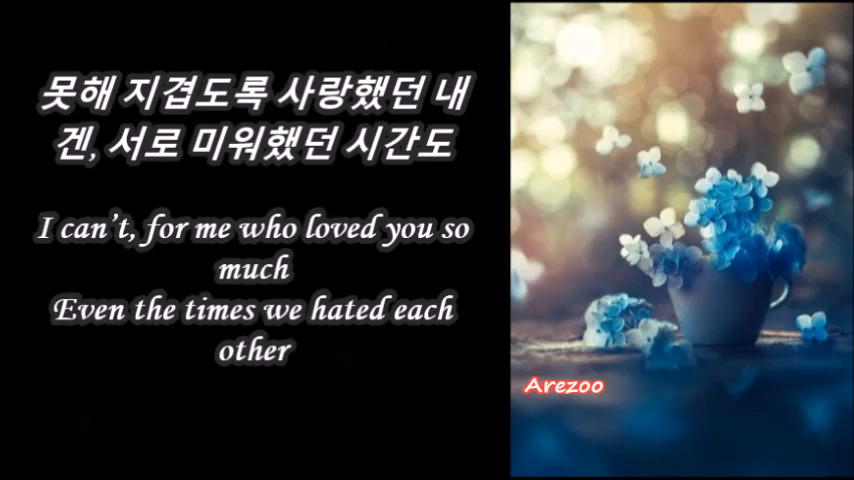 못해 지겹도록 사랑했던 내
겐, 서로 미워했던 시간도
I can't, for me who loved you so
much
Even the times we hated each
other
Arezoo